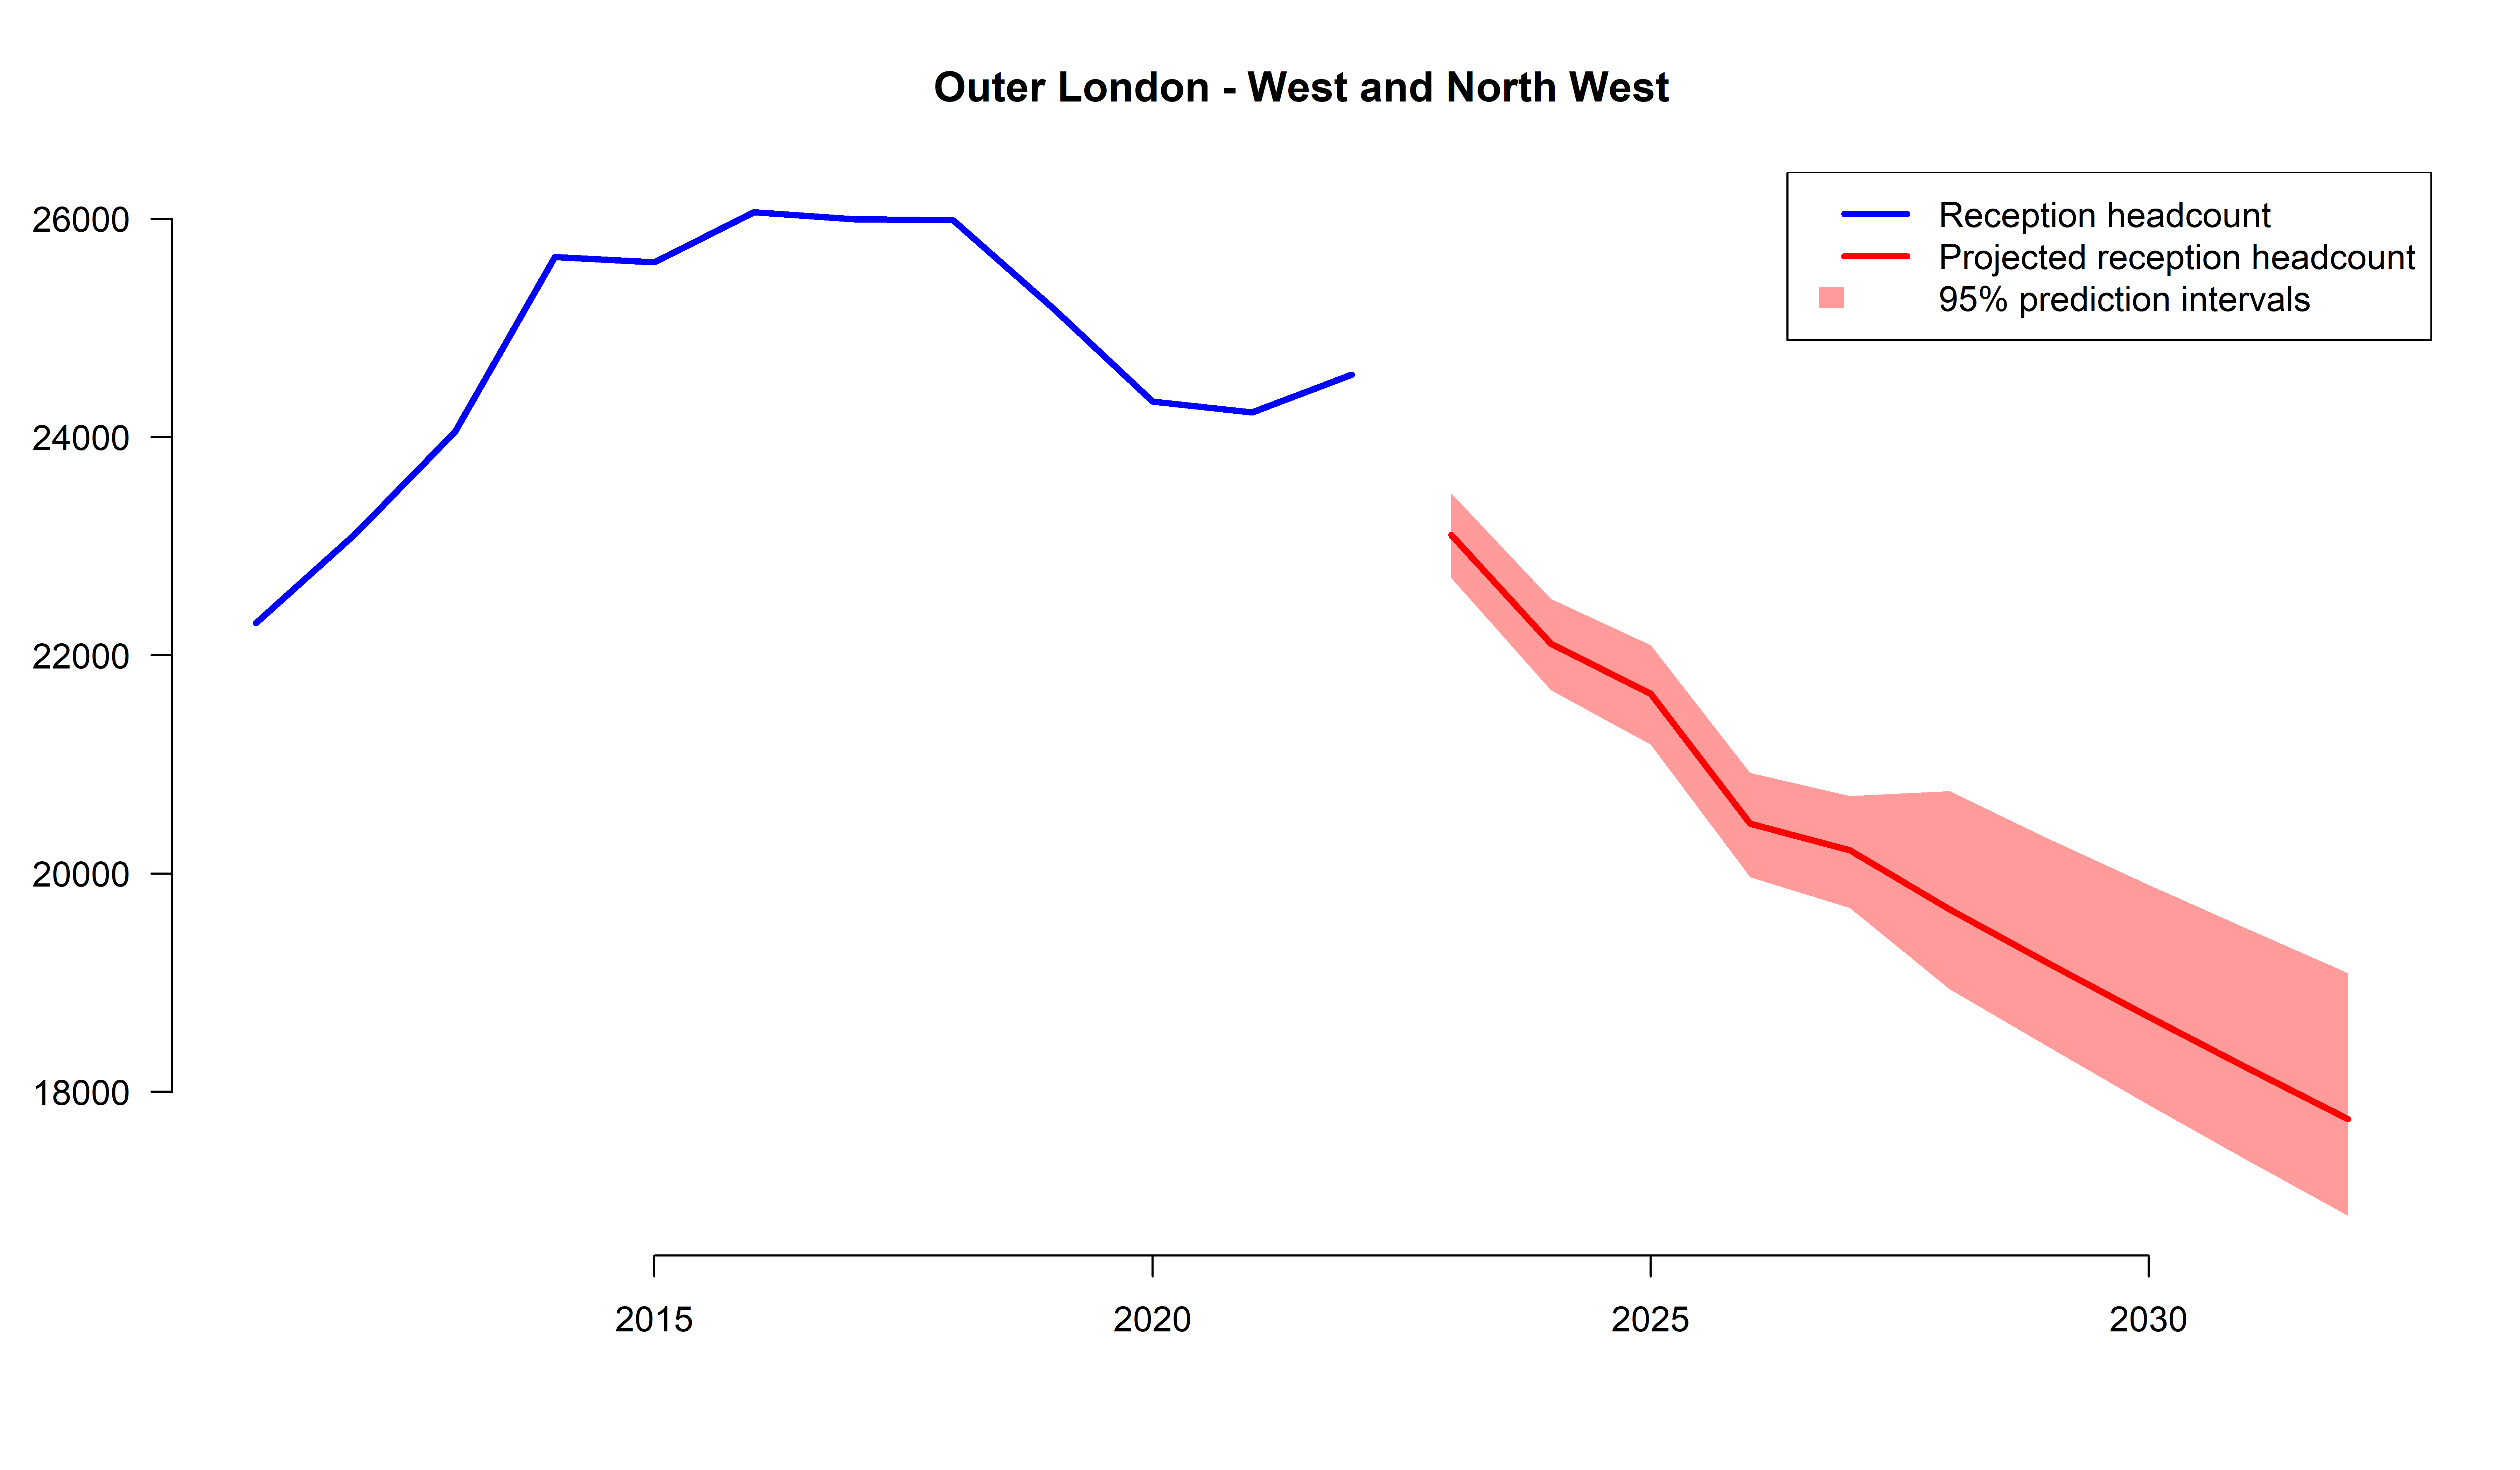 Outer London - West and North West
Reception headcount
Projected reception headcount
95% prediction intervals
26000
24000
22000
20000
18000
2015
2020
2025
2030